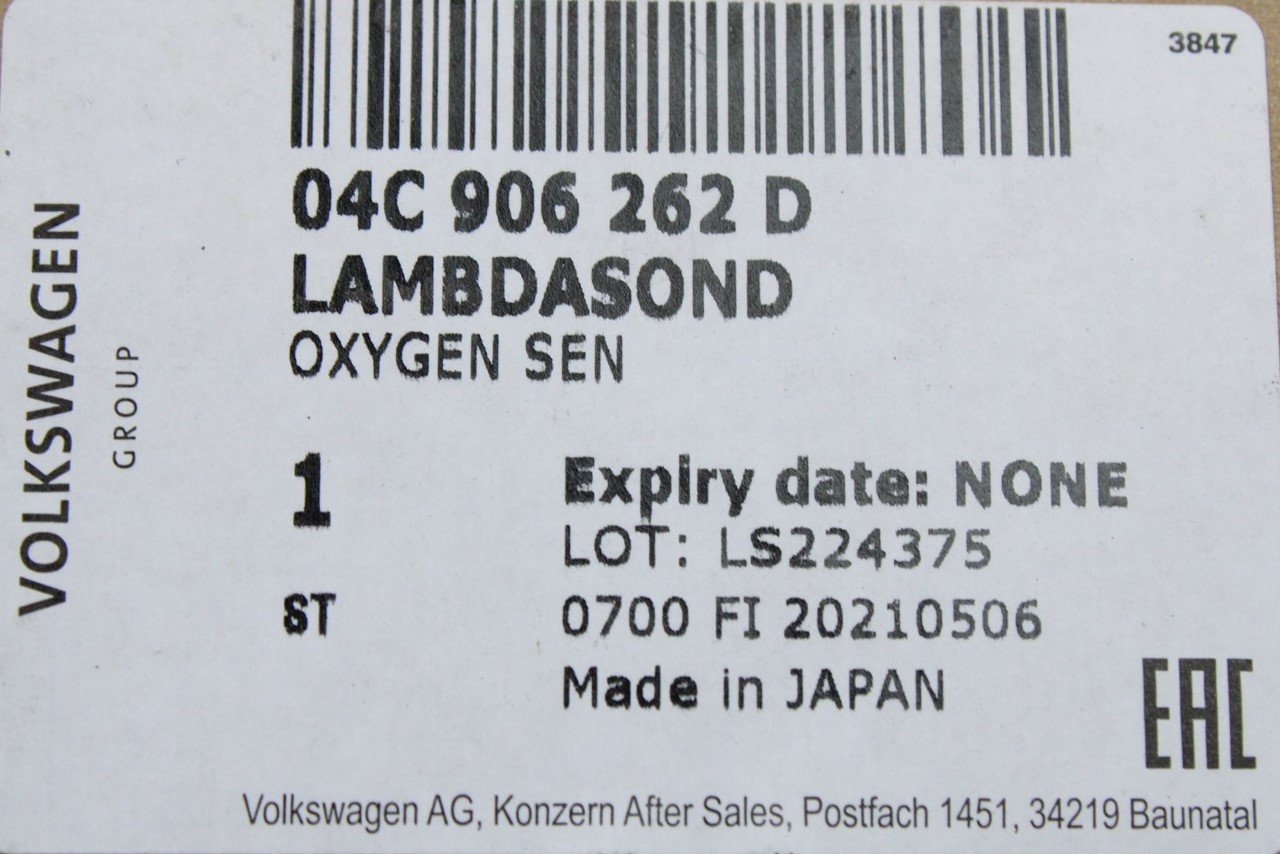 3847
04C 906 262 D
LAMBDASOND
OXYGEN SEN
VOLKSWAGEN
GROUP
1
Expiry date: NONE
LOT: LS224375
ST
0700 FI 20210506
Made in JAPAN
EAC
Volkswagen AG, Konzern After Sales, Postfach 1451, 34219 Baunatal